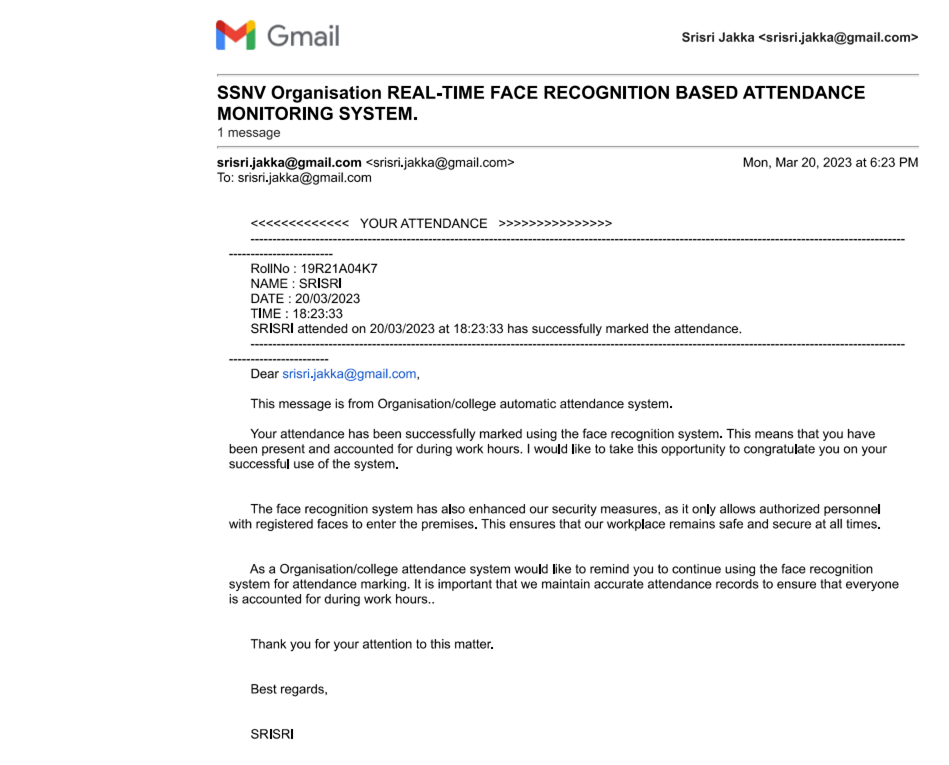 Gmail
Srisri Jakka <srisri.jakka@gmail.com>
SSNV Organisation REAL-TIME FACE RECOGNITION BASED ATTENDANCE
MONITORING SYSTEM.
1 message
srisri.jakka@gmail.com <srisri.jakka@gmail.com>
Mon, Mar 20, 2023 at 6:23 PM
To: srisri.jakka@gmail.com
<<<<<<<<<<<<< YOUR ATTENDANCE >>>>>>>>>>>>>>>
------------------------------------------------------------------------------------------------------------------------------------------------------
------------------------
RollNo : 19R21A04K7
NAME : SRISRI
DATE : 20/03/2023
TIME : 18:23:33
SRISRI attended on 20/03/2023 at 18:23:33 has successfully marked the attendance.
------------------------------------------------------------------------------------------------------------------------------------------------------
-----------------------
Dear srisri.jakka@gmail.com,
This message is from Organisation/college automatic attendance system.
Your attendance has been successfully marked using the face recognition system. This means that you have
been present and accounted for during work hours. I would like to take this opportunity to congratulate you on your
successful use of the system.
The face recognition system has also enhanced our security measures, as it only allows authorized personnel
with registered faces to enter the premises. This ensures that our workplace remains safe and secure at all times.
As a Organisation/college attendance system would like to remind you to continue using the face recognition
system for attendance marking. It is important that we maintain accurate attendance records to ensure that everyone
is accounted for during work hours..
Thank you for your attention to this matter.
Best regards,
SRISRI